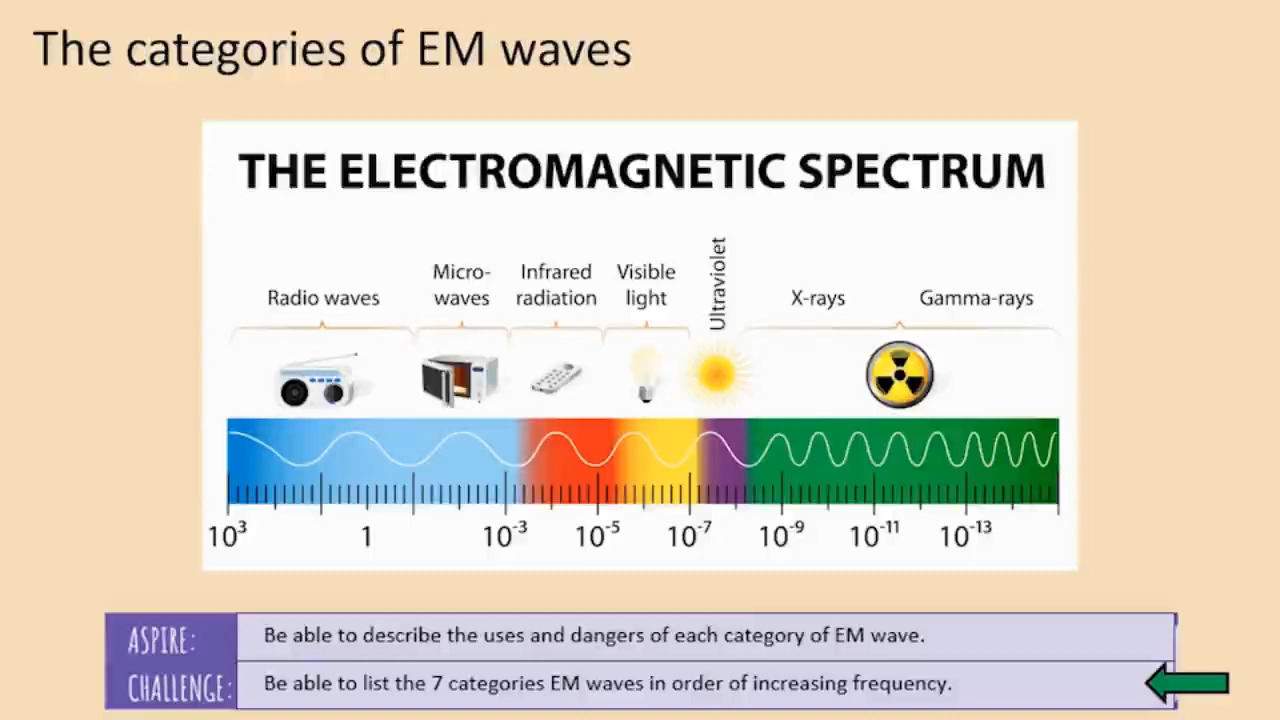 The categories of EM waves
THE ELECTROMAGNETIC SPECTRUM
Radio waves
Micro-
waves
Infrared
radiation
Visible
light
Ultraviolet
X-rays
Gamma-rays
10³ 1 10⁻³ 10⁻⁵ 10⁻⁷ 10⁻⁹ 10⁻¹¹ 10⁻¹³
ASPIRE: Be able to describe the uses and dangers of each category of EM wave.
CHALLENGE: Be able to list the 7 categories EM waves in order of increasing frequency.